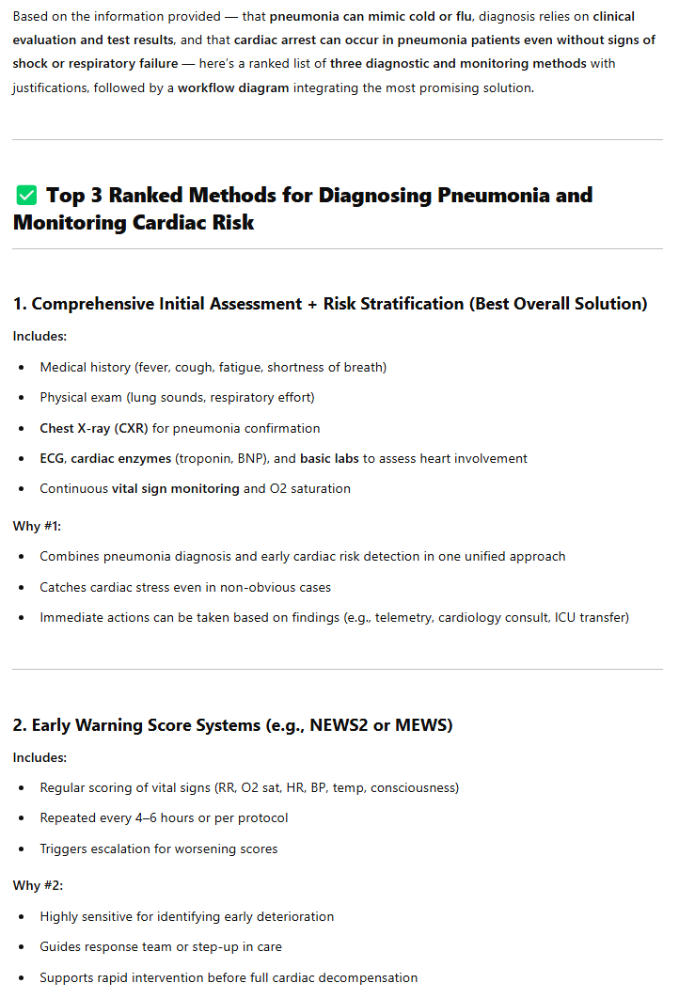 Based on the information provided — that pneumonia can mimic cold or flu, diagnosis relies on clinical
evaluation and test results, and that cardiac arrest can occur in pneumonia patients even without signs of
shock or respiratory failure — here's a ranked list of three diagnostic and monitoring methods with
justifications, followed by a workflow diagram integrating the most promising solution.
✅ Top 3 Ranked Methods for Diagnosing Pneumonia and
Monitoring Cardiac Risk
1. Comprehensive Initial Assessment + Risk Stratification (Best Overall Solution)
Includes:
• Medical history (fever, cough, fatigue, shortness of breath)
• Physical exam (lung sounds, respiratory effort)
• Chest X-ray (CXR) for pneumonia confirmation
• ECG, cardiac enzymes (troponin, BNP), and basic labs to assess heart involvement
• Continuous vital sign monitoring and O2 saturation
Why #1:
• Combines pneumonia diagnosis and early cardiac risk detection in one unified approach
• Catches cardiac stress even in non-obvious cases
• Immediate actions can be taken based on findings (e.g., telemetry, cardiology consult, ICU transfer)
2. Early Warning Score Systems (e.g., NEWS2 or MEWS)
Includes:
• Regular scoring of vital signs (RR, O2 sat, HR, BP, temp, consciousness)
• Repeated every 4–6 hours or per protocol
• Triggers escalation for worsening scores
Why #2:
• Highly sensitive for identifying early deterioration
• Guides response team or step-up in care
• Supports rapid intervention before full cardiac decompensation